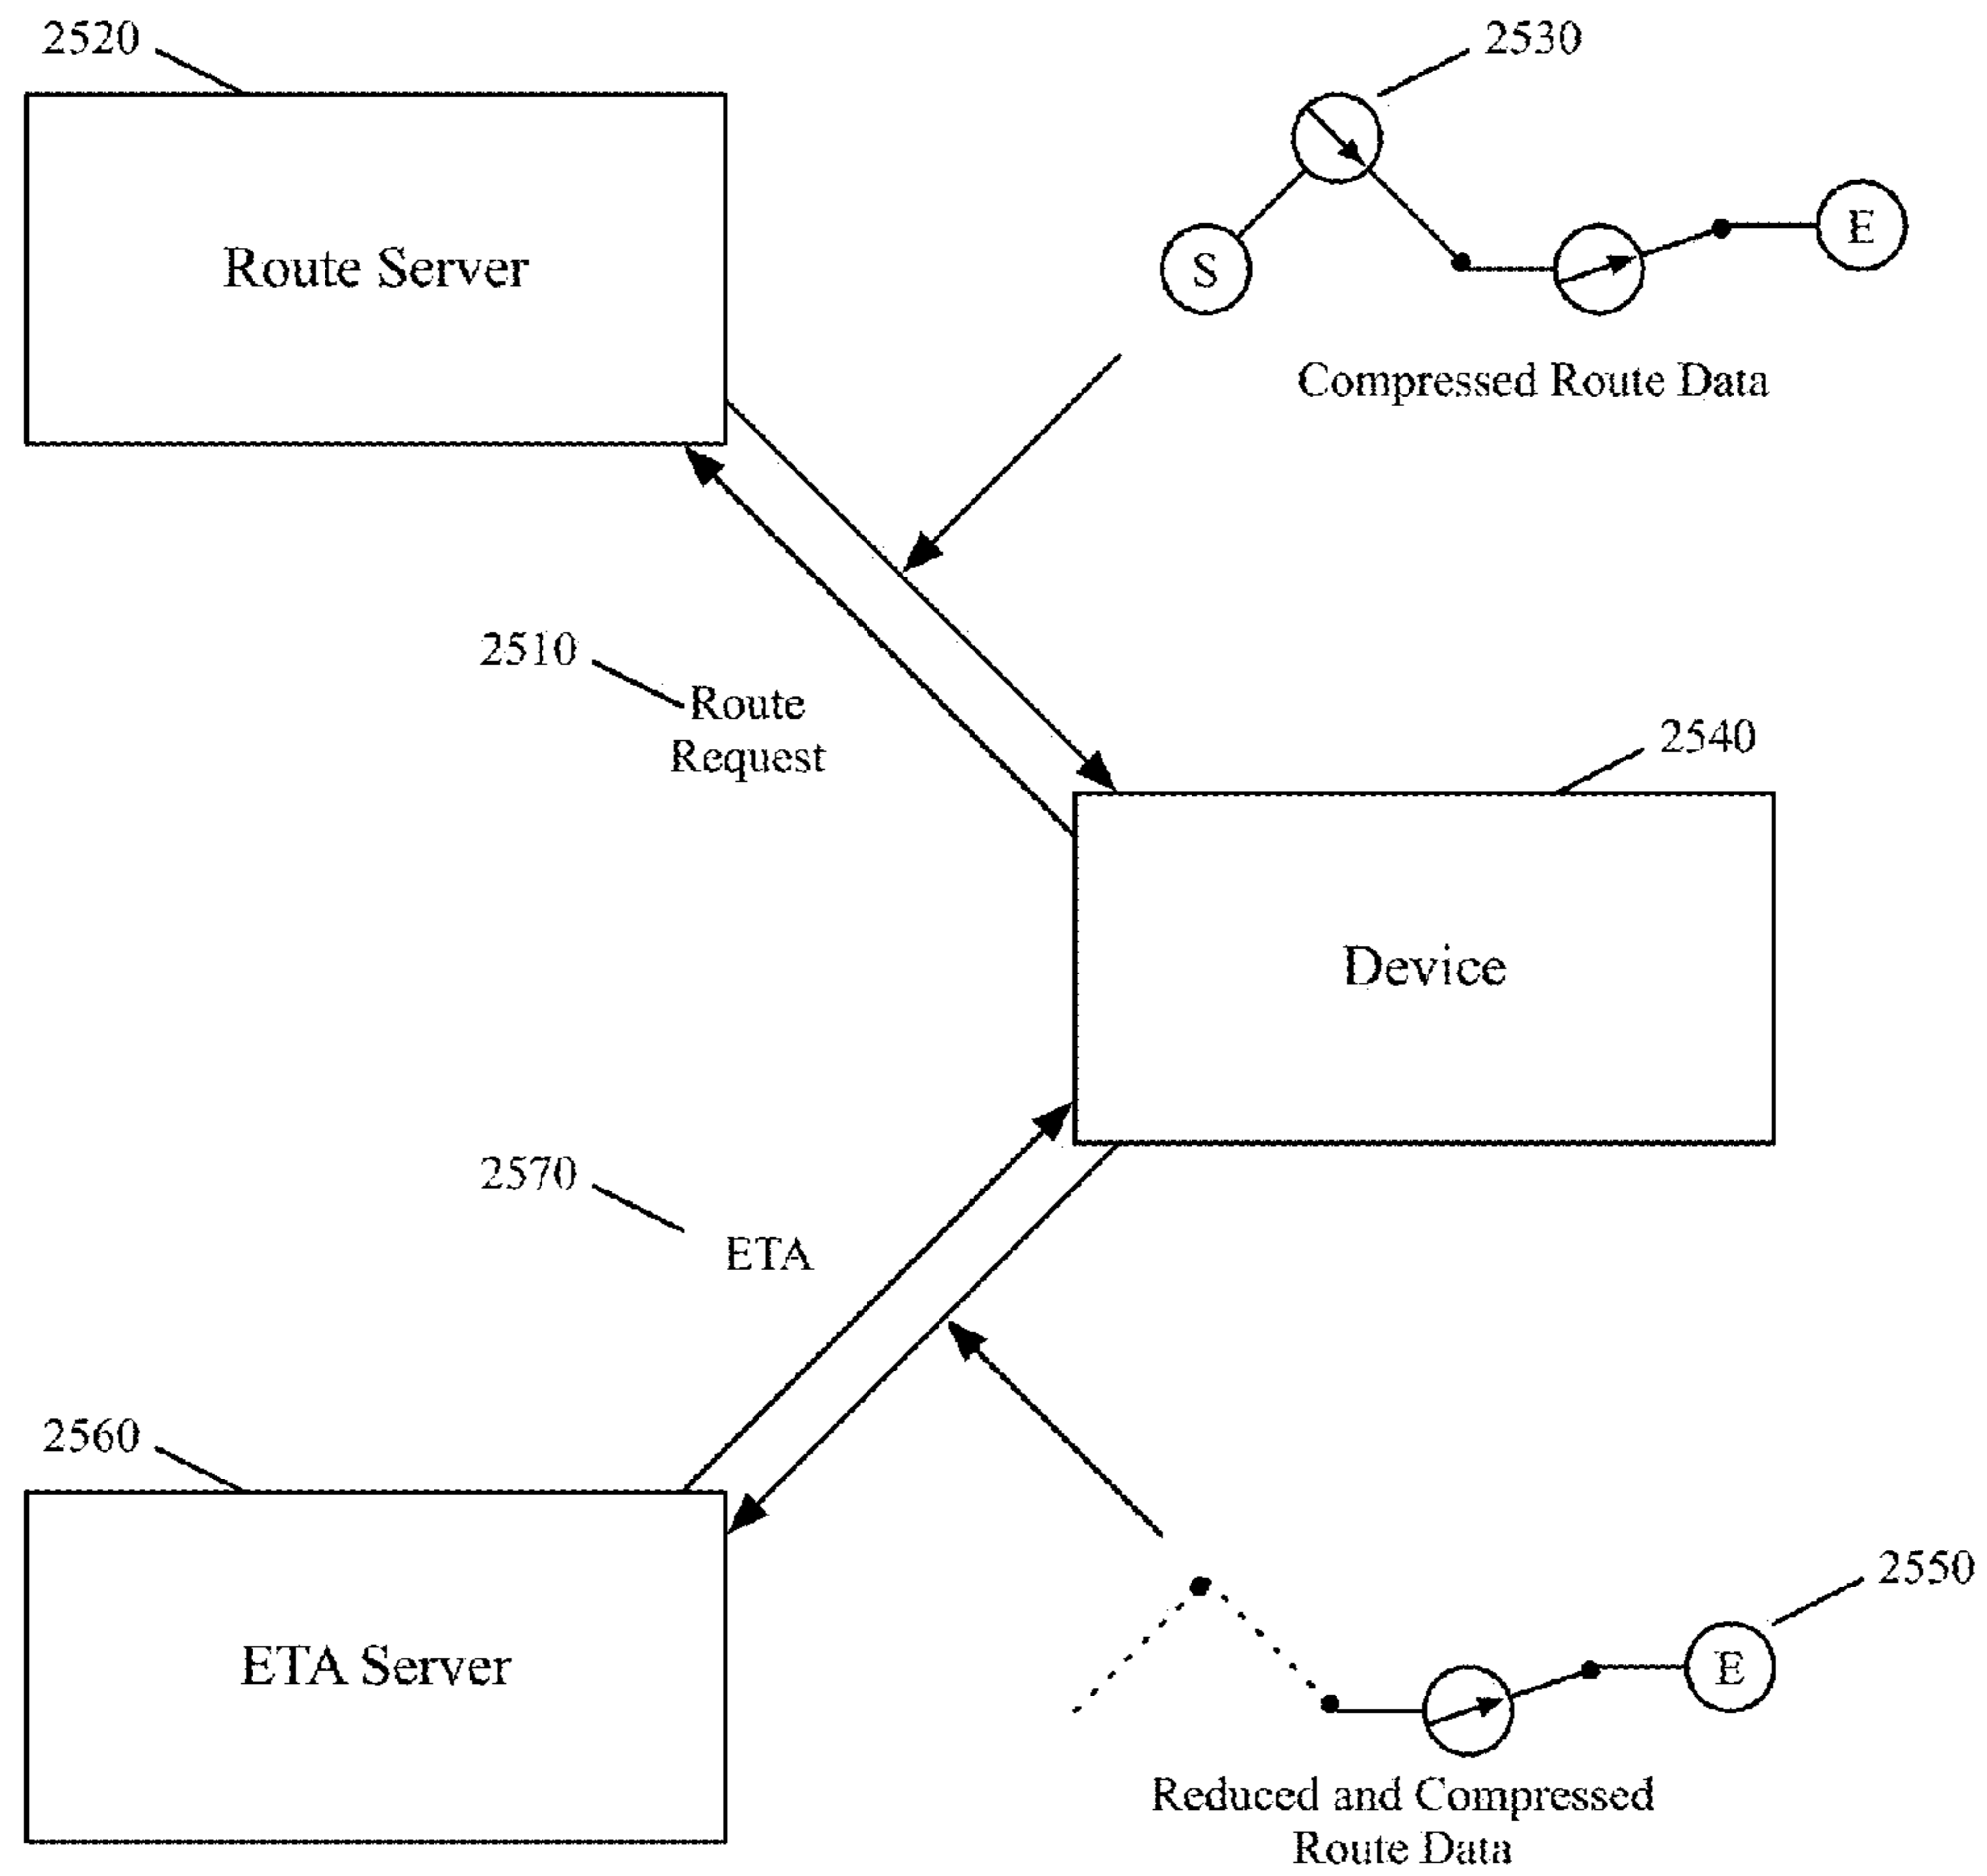 2520
2530
Route Server
S
E
Compressed Route Data
2510
Route
Request
2540
Device
2570
ETA
2560
2550
ETA Server
E
Reduced and Compressed
Route Data